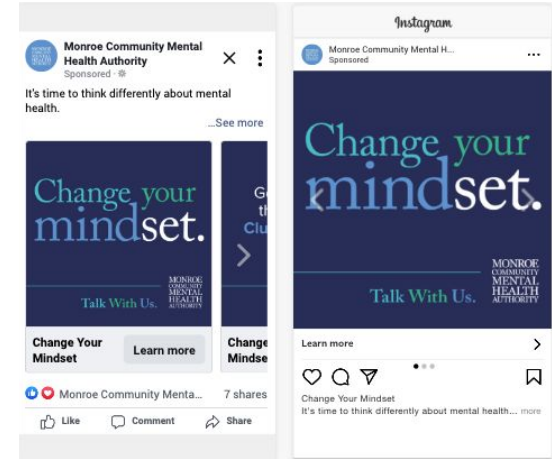 Monroe Community Mental
Health Authority
Sponsored ·
It's time to think differently about mental
health.
...See more
Change your
mindset.
Talk With Us.
MONROE
COMMUNITY
MENTAL
HEALTH
AUTHORITY
Change Your
Mindset
Learn more
G
t
Clu
Change
Mindse
Monroe Community Menta...
7 shares
Like
Comment
Share
Instagram
Monroe Community Mental H...
Sponsored
Change your
mindset.
Talk With Us.
MONROE
COMMUNITY
MENTAL
HEALTH
AUTHORITY
Learn more
Change Your Mindset
It's time to think differently about mental health... more